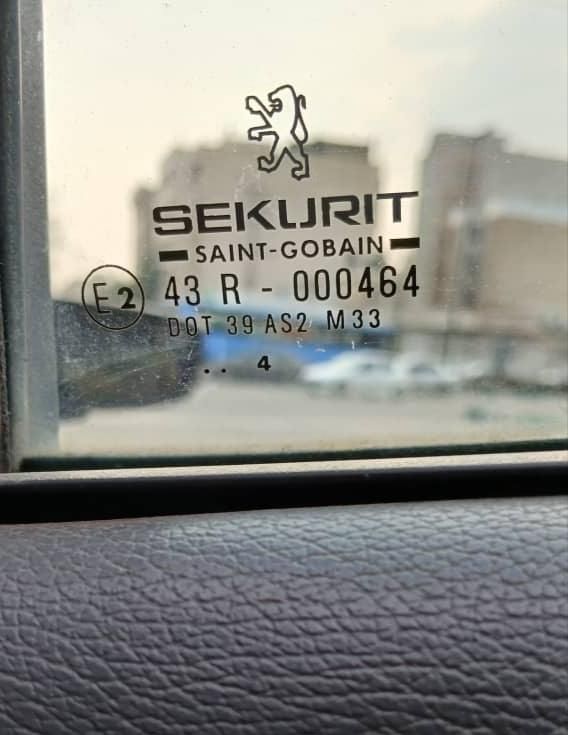 SEKURIT
SAINT-GOBAIN
E2 43 R - 000464
DOT 39 AS2 M33
.. 4